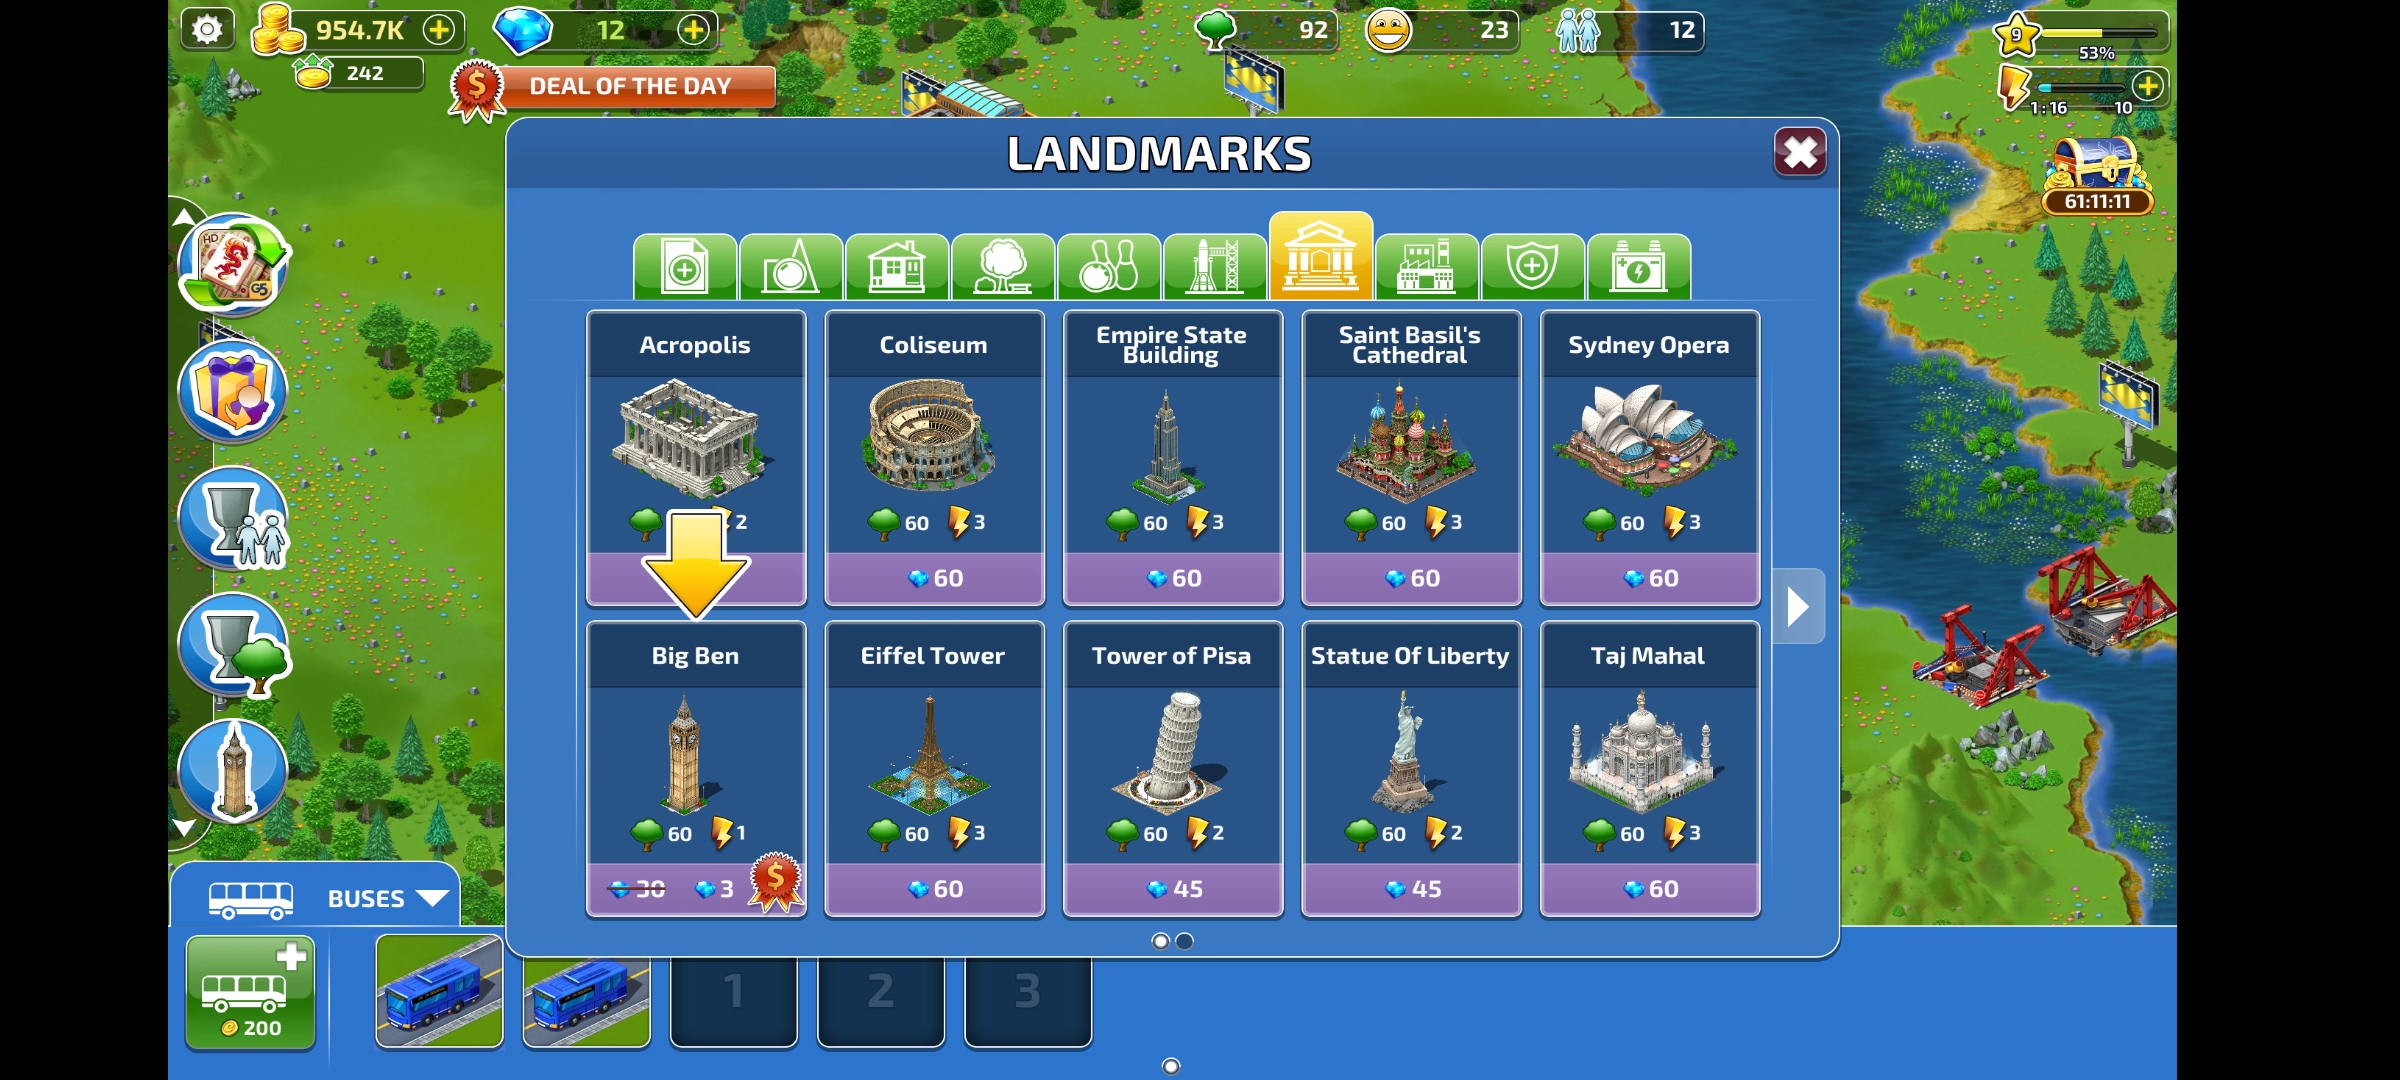 954.7K
12
92
23
12
9
53%
242
DEAL OF THE DAY
1:16
10
LANDMARKS
61:11:11
HD
G5
Acropolis
Coliseum
Empire State
Building
Saint Basil's
Cathedral
Sydney Opera
2
60 3
60 3
60 3
60 3
60
60
60
60
Big Ben
Eiffel Tower
Tower of Pisa
Statue Of Liberty
Taj Mahal
60 1
60 3
60 2
60 2
60 3
30 3
60
45
45
60
BUSES
200
1
2
3